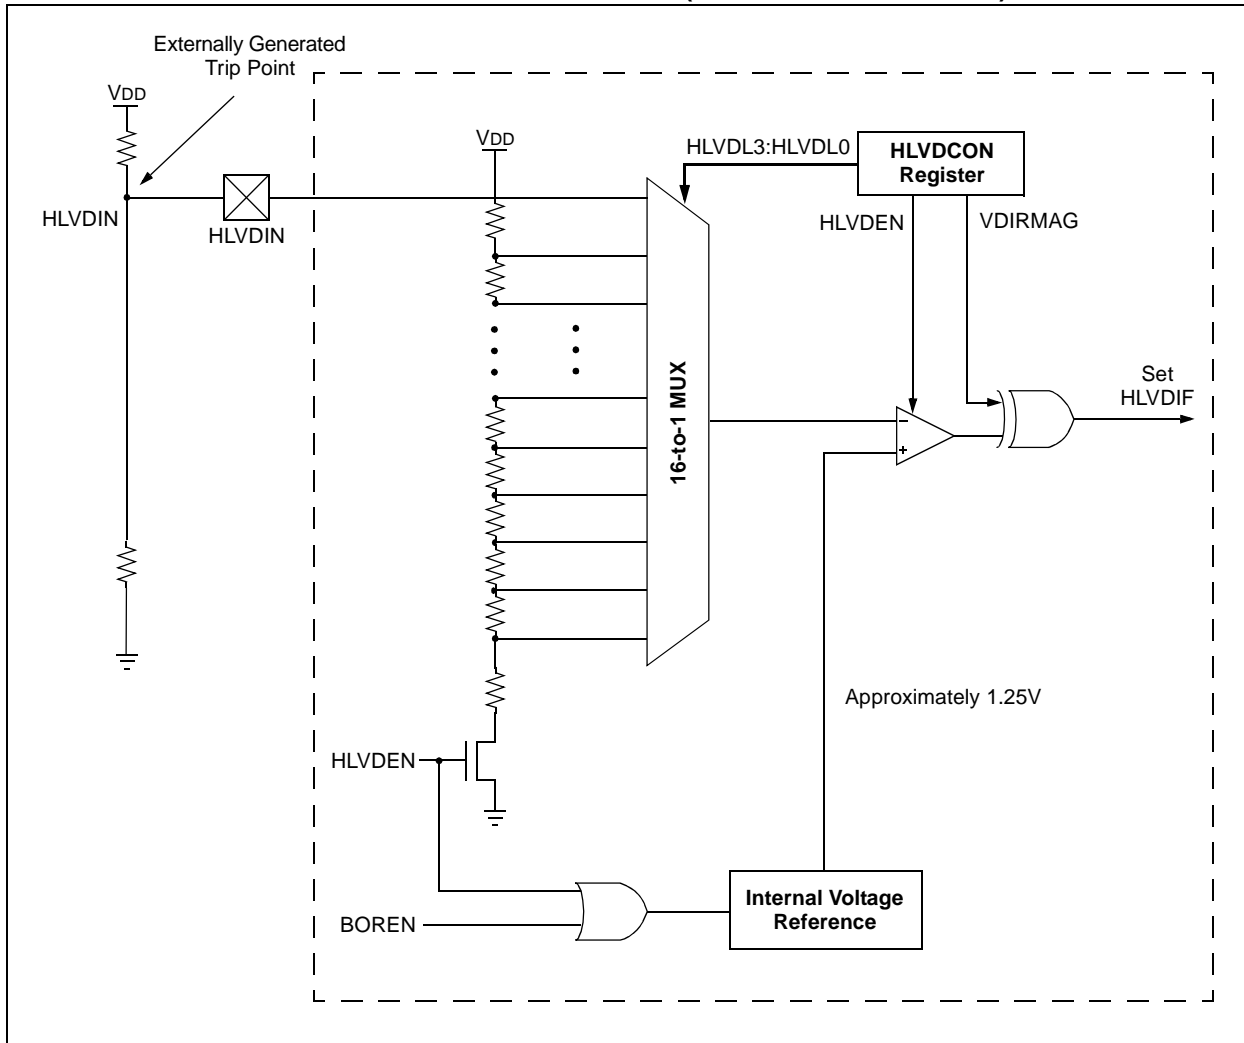 Externally Generated
Trip Point
VDD
HLVDIN
HLVDIN
VDD
HLVDL3:HLVDL0
HLVDCON
Register
HLVDEN
VDIRMAG
16-to-1 MUX
–
+
Set
HLVDIF
Approximately 1.25V
HLVDEN
BOREN
Internal Voltage
Reference